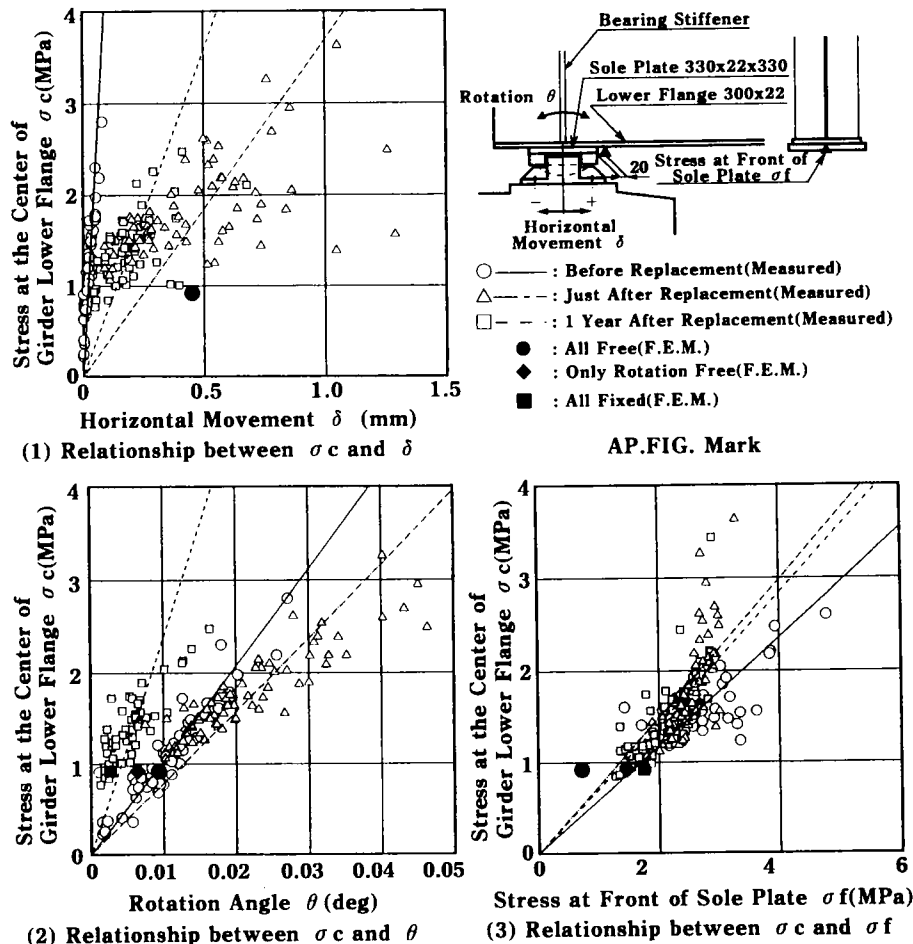 4
3
2
1
0
Stress at the Center of
Girder Lower Flange σc(MPa)
0 0.5 1.0 1.5
Horizontal Movement δ (mm)
(1) Relationship between σc and δ
Bearing Stiffener
Sole Plate 330x22x330
Rotation θ
Lower Flange 300x22
20
Stress at Front of
Sole Plate σf
− +
Horizontal
Movement δ
○ : Before Replacement(Measured)
△ : Just After Replacement(Measured)
□ : 1 Year After Replacement(Measured)
● : All Free(F.E.M.)
◆ : Only Rotation Free(F.E.M.)
■ : All Fixed(F.E.M.)
AP.FIG. Mark
4
3
2
1
0
Stress at the Center of
Girder Lower Flange σc(MPa)
0 0.01 0.02 0.03 0.04 0.05
Rotation Angle θ(deg)
(2) Relationship between σc and θ
4
3
2
1
0
Stress at the Center of
Girder Lower Flange σc(MPa)
0 2 4 6
Stress at Front of Sole Plate σf(MPa)
(3) Relationship between σc and σf